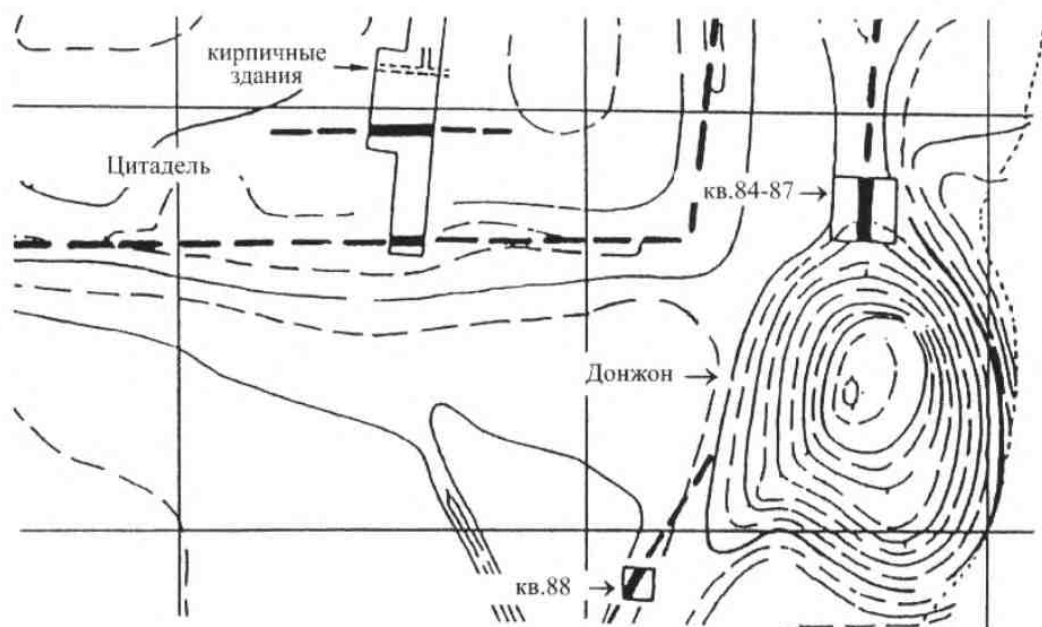 кирпичные
здания
Цитадель
кв.84-87
Донжон
кв.88